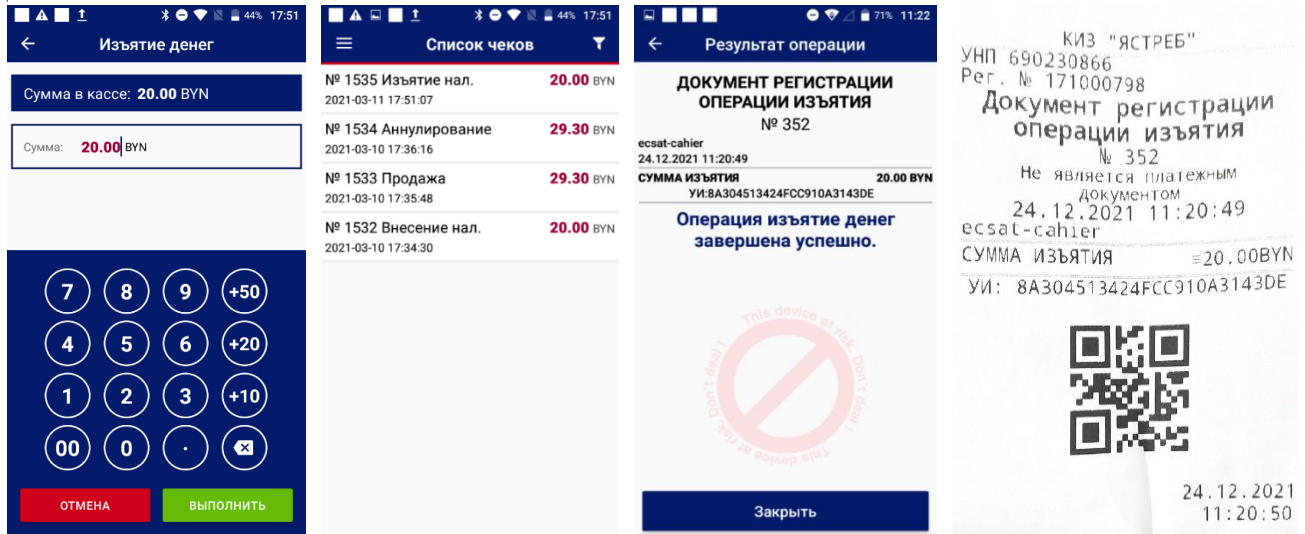 44% 17:51
Изъятие денег
Сумма в кассе: 20.00 BYN
Сумма: 20.00 BYN
7 8 9 +50
4 5 6 +20
1 2 3 +10
00 0 .
ОТМЕНА ВЫПОЛНИТЬ
44% 17:51
Список чеков
№ 1535 Изъятие нал. 20.00 BYN
2021-03-11 17:51:07
№ 1534 Аннулирование 29.30 BYN
2021-03-10 17:36:16
№ 1533 Продажа 29.30 BYN
2021-03-10 17:35:48
№ 1532 Внесение нал. 20.00 BYN
2021-03-10 17:34:30
71% 11:22
Результат операции
ДОКУМЕНТ РЕГИСТРАЦИИ
ОПЕРАЦИИ ИЗЪЯТИЯ
№ 352
ecsat-cahier
24.12.2021 11:20:49
СУММА ИЗЪЯТИЯ 20.00 BYN
УИ:8A304513424FCC910A3143DE
Операция изъятие денег
завершена успешно.
This device at risk. Don't deal !
This device at risk. Don't deal !
Закрыть
КИЗ "ЯСТРЕБ"
УНП 690230866
Рег. № 171000798
Документ регистрации
операции изъятия
№ 352
Не является платежным
документом
24.12.2021 11:20:49
ecsat-cahier
СУММА ИЗЪЯТИЯ =20.00BYN
УИ: 8A304513424FCC910A3143DE
24.12.2021
11:20:50